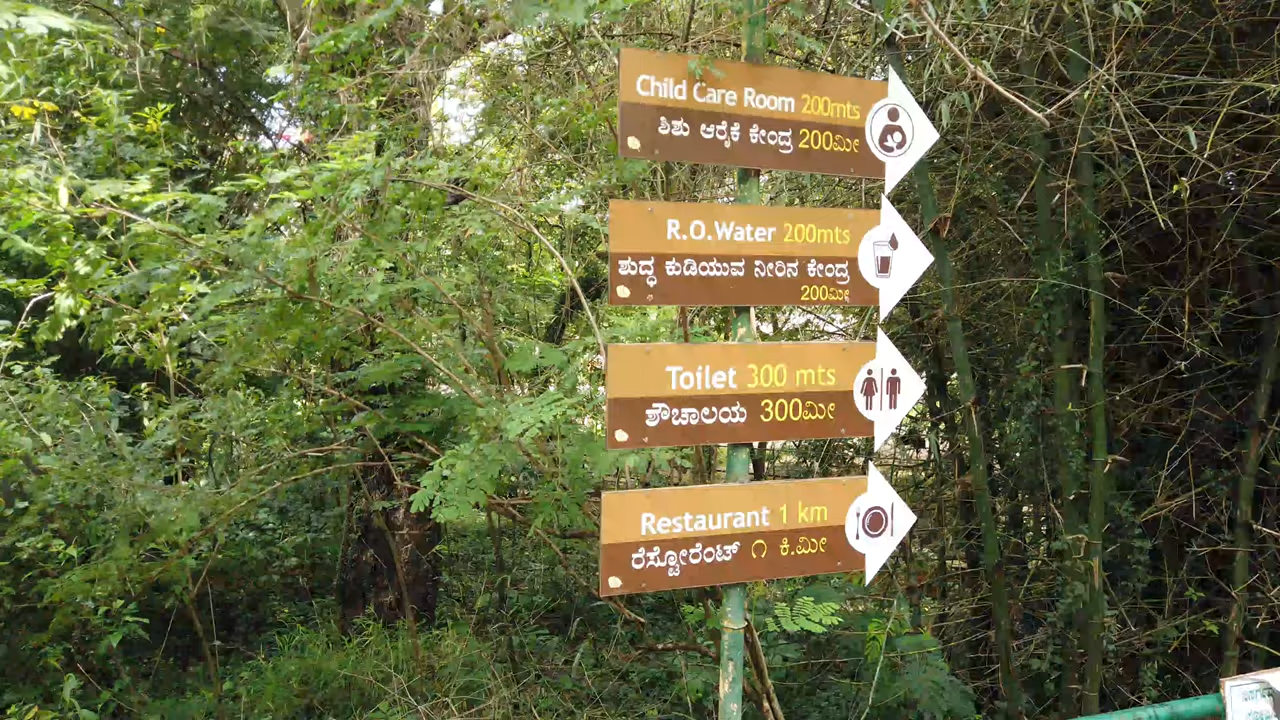 Child Care Room 200mts
ಶಿಶು ಆರೈಕೆ ಕೇಂದ್ರ 200ಮೀ
R.O.Water 200mts
ಶುದ್ಧ ಕುಡಿಯುವ ನೀರಿನ ಕೇಂದ್ರ
200ಮೀ
Toilet 300 mts
ಶೌಚಾಲಯ 300ಮೀ
Restaurant 1 km
ರೆಸ್ಟೋರೆಂಟ್ ೧ ಕಿ.ಮೀ